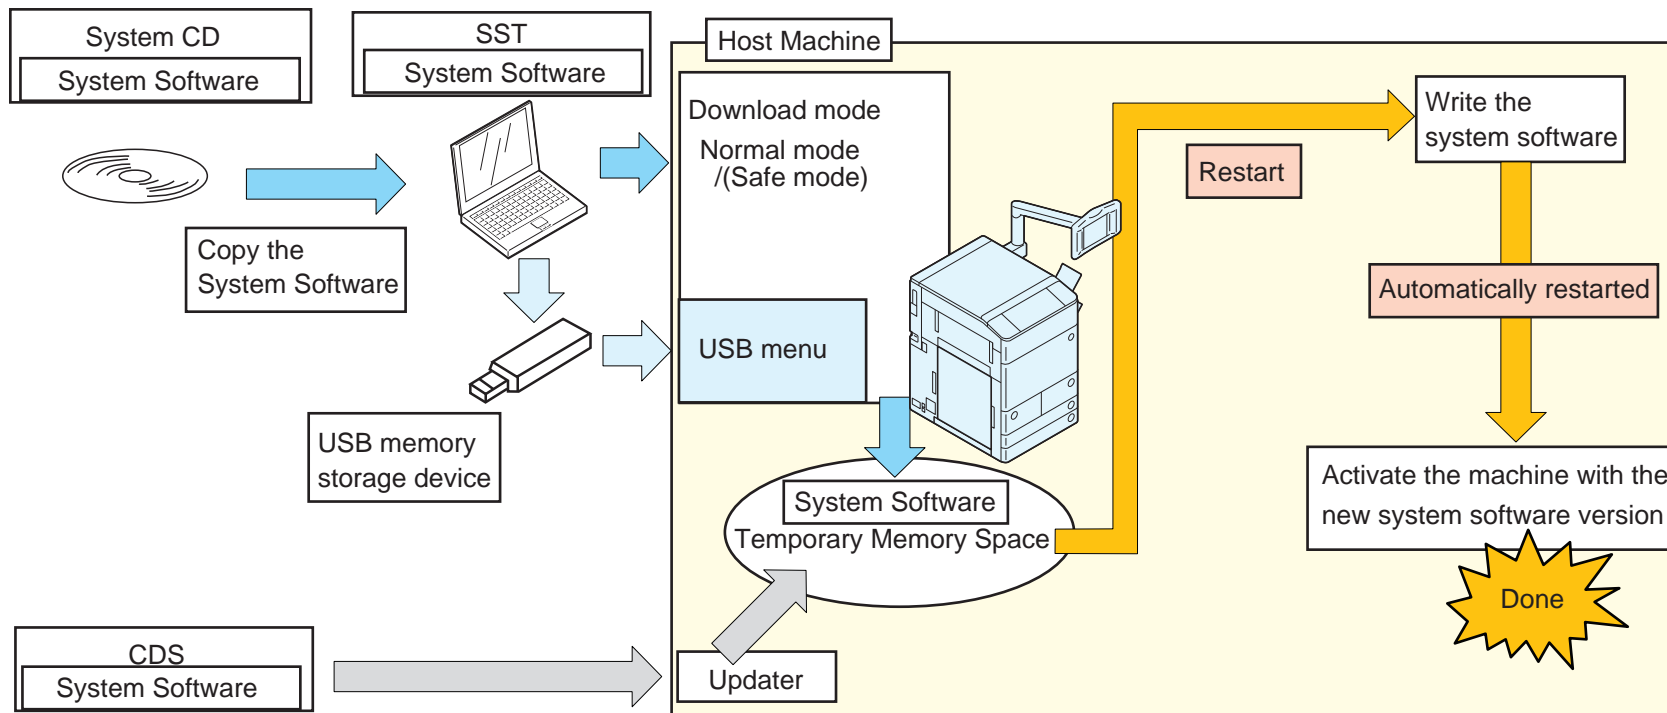 System CD
System Software
SST
System Software
Host Machine
Download mode
Normal mode
/(Safe mode)
Copy the
System Software
USB menu
USB memory
storage device
System Software
Temporary Memory Space
Restart
Write the
system software
Automatically restarted
Activate the machine with the
new system software version
Done
CDS
System Software
Updater